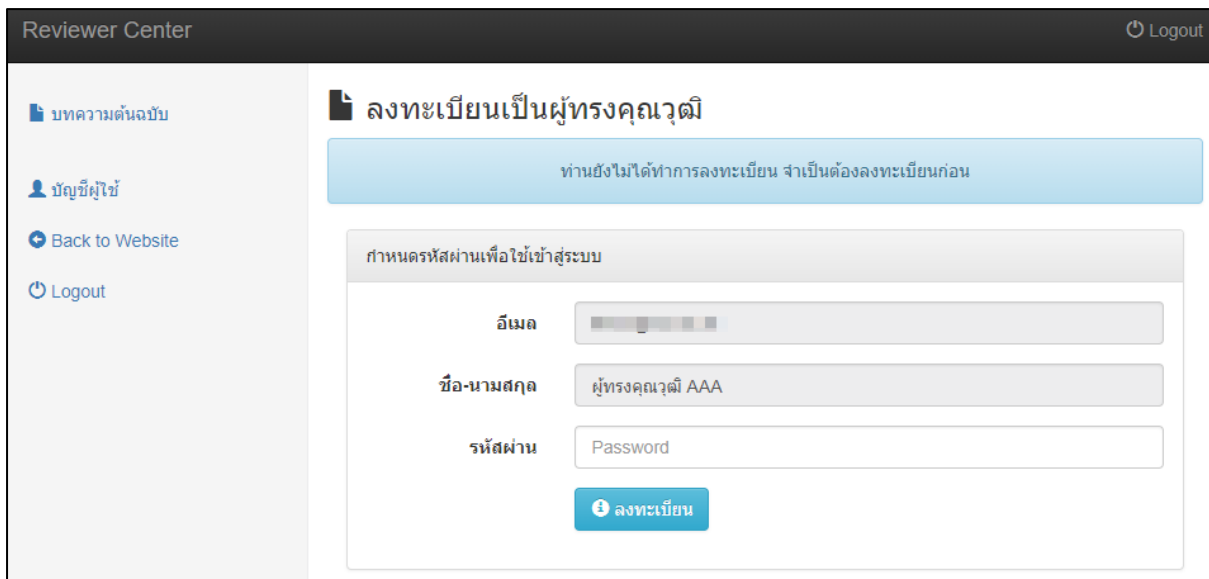 Reviewer Center
Logout
บทความต้นฉบับ
บัญชีผู้ใช้
Back to Website
Logout
ลงทะเบียนเป็นผู้ทรงคุณวุฒิ
ท่านยังไม่ได้ทำการลงทะเบียน จำเป็นต้องลงทะเบียนก่อน
กำหนดรหัสผ่านเพื่อใช้เข้าสู่ระบบ
อีเมล
ชื่อ-นามสกุล ผู้ทรงคุณวุฒิ AAA
รหัสผ่าน Password
ลงทะเบียน